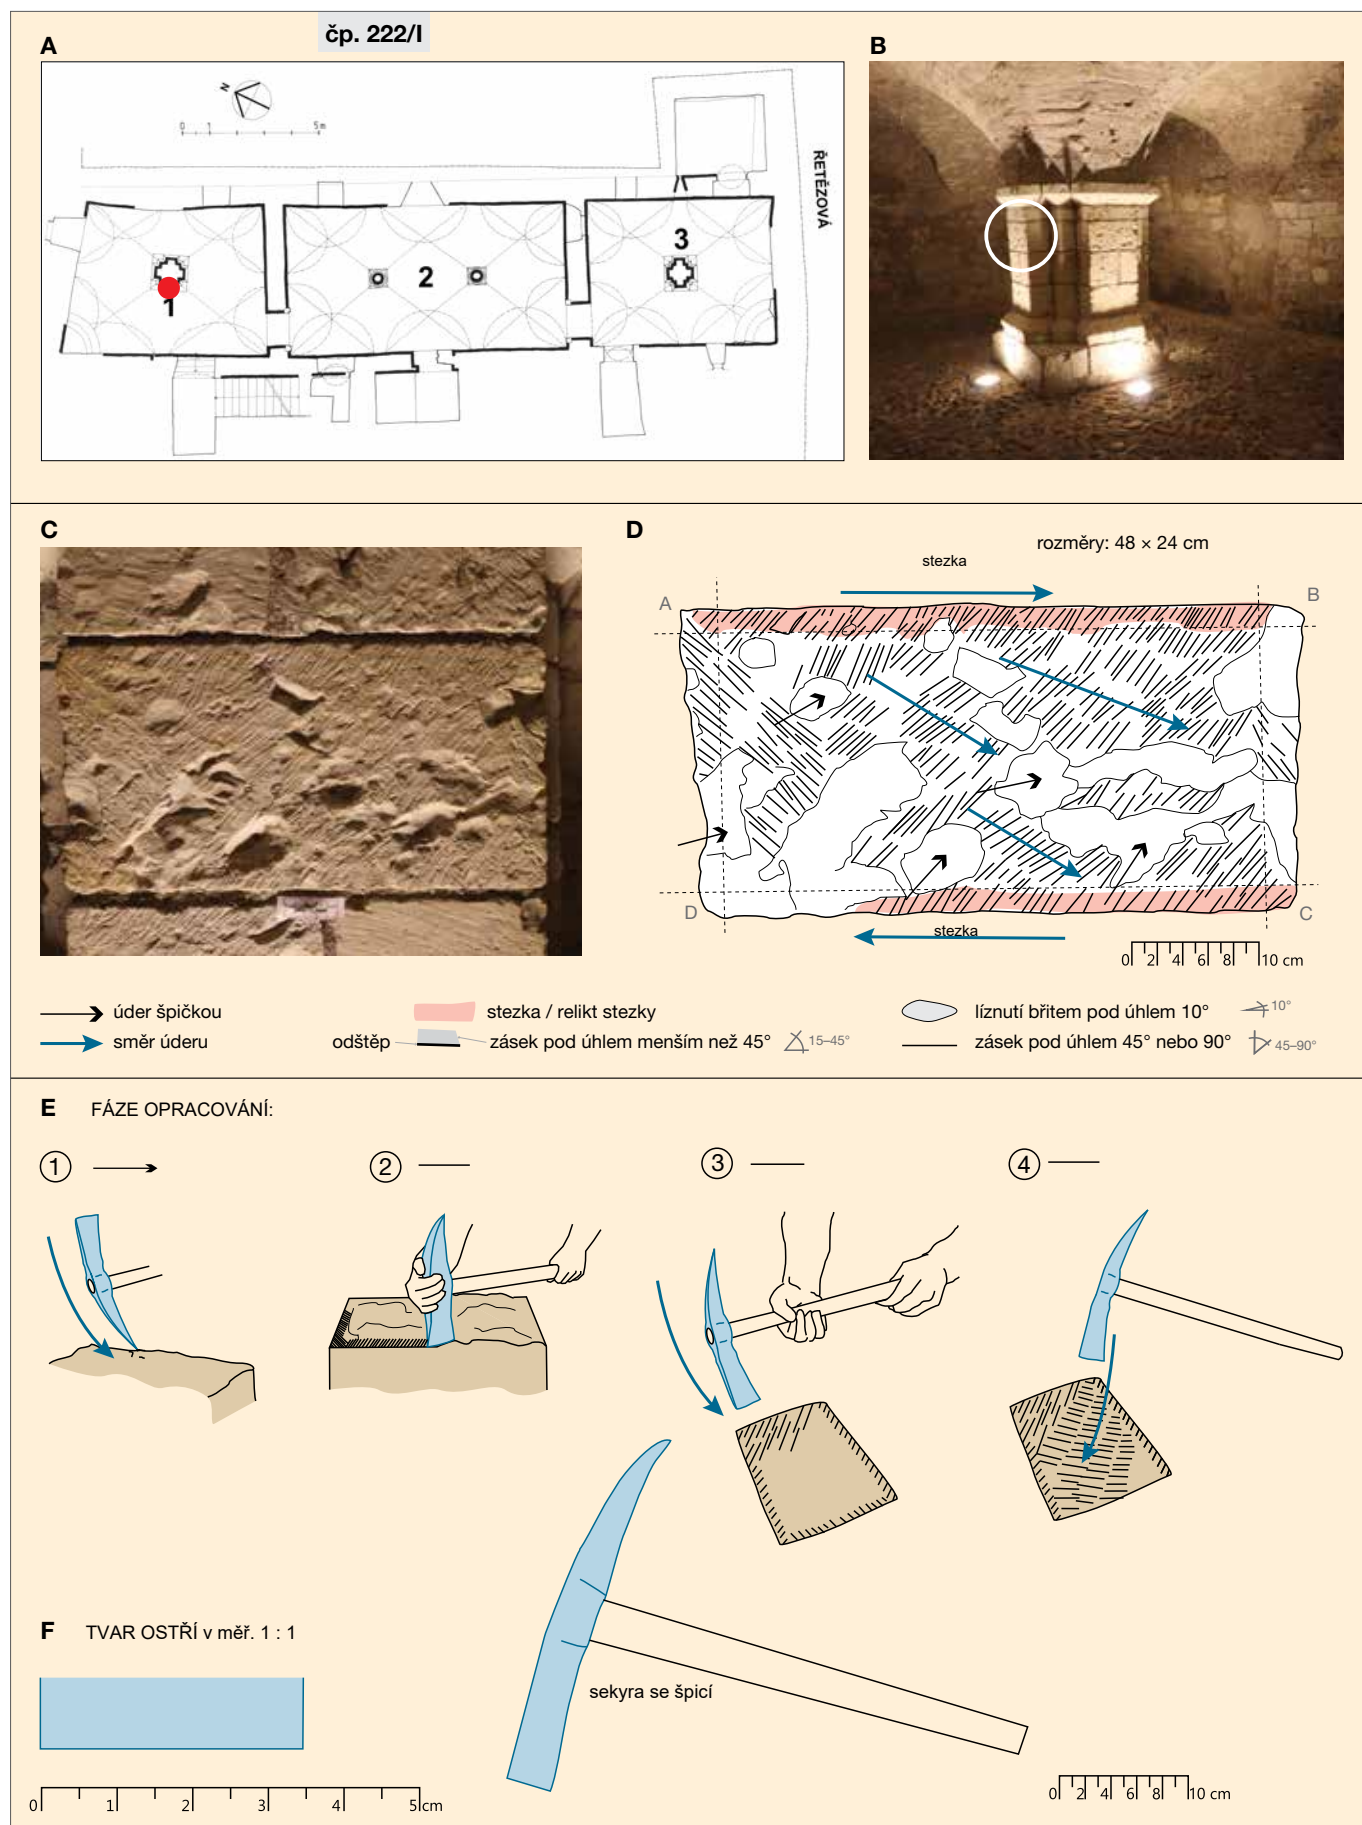 čp. 222/I
A
N
0 1 5m
ŘETĚZOVÁ
1
2
3
B
C
D
rozměry: 48 × 24 cm
stezka
A
B
D
C
stezka
0 2 4 6 8 10 cm
úder špičkou
stezka / relikt stezky
líznutí břitem pod úhlem 10°
10°
směr úderu
odštěp
zásek pod úhlem menším než 45°
15–45°
zásek pod úhlem 45° nebo 90°
45–90°
E FÁZE OPRACOVÁNÍ:
1
2
3
4
F TVAR OSTŘÍ v měř. 1 : 1
sekyra se špicí
0 1 2 3 4 5cm
0 2 4 6 8 10 cm